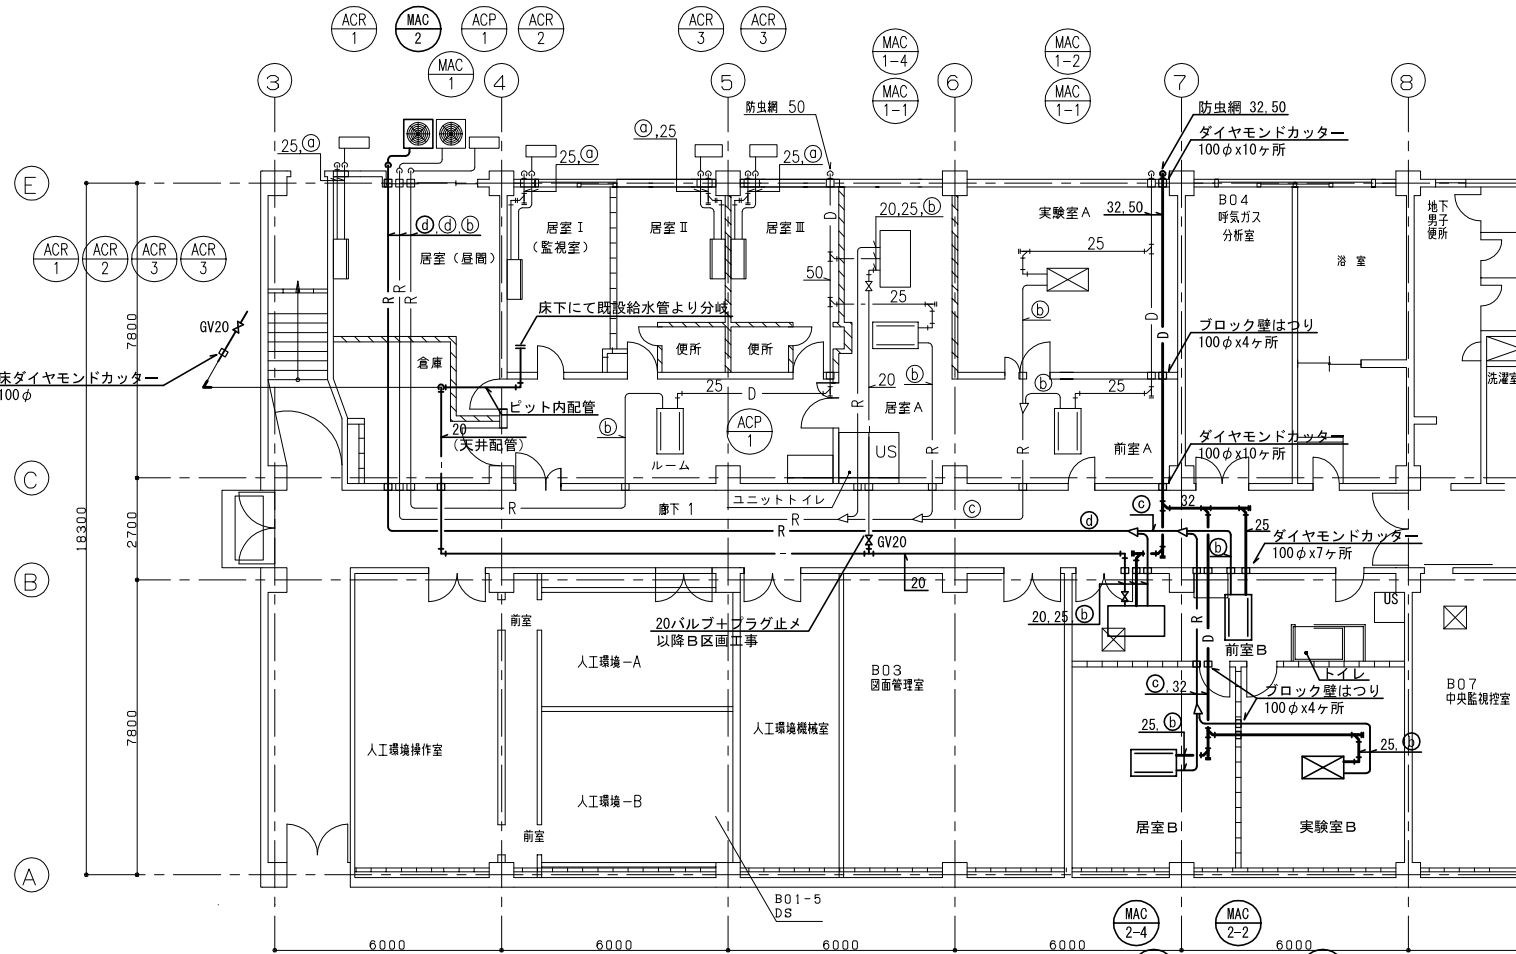 ACR
1
MAC
2
ACP
1
ACR
2
ACR
3
ACR
3
MAC
1
MAC
1-4
MAC
1-1
MAC
1-2
MAC
1-1
3
4
5
6
7
8
防虫網 50
防虫網 32,50
ダイヤモンドカッター
100φx10ヶ所
25,ⓐ
25,ⓐ
ⓐ,25
25,ⓐ
E
ⓓ,ⓓ,ⓑ
居室(昼間)
居室Ⅰ
(監視室)
居室Ⅱ
居室Ⅲ
D
20,25,ⓑ
実験室A
32,50
25
B04
呼気ガス
分析室
浴室
地下
男子
便所
ACR
1
ACR
2
ACR
3
ACR
3
R
R
R
50
25
ⓑ
D
D
GV20
床下にて既設給水管より分岐
ブロック壁はつり
100φx4ヶ所
7800
倉庫
便所
便所
床ダイヤモンドカッター
100φ
ピット内配管
25
D
20
ⓑ
R
居室A
ⓑ
25
洗濯室
20
(天井配管)
ⓑ
ACP
1
US
R
R
ルーム
前室A
ダイヤモンドカッター
100φx10ヶ所
C
ユニットトイレ
R
廊下 1
R
R
ⓒ
ⓓ
ⓒ
32
25
18300
2700
GV20
ⓑ
ダイヤモンドカッター
100φx7ヶ所
B
20
20,25,ⓑ
US
前室
20バルブ+プラグ止メ
以降B区画工事
R
D
前室B
人工環境-A
B03
図面管理室
トイレ
ⓒ,32
ブロック壁はつり
100φx4ヶ所
B07
中央監視控室
7800
人工環境操作室
人工環境機械室
25,ⓑ
25,ⓑ
人工環境-B
前室
居室B
実験室B
A
B01-5
DS
MAC
2-4
MAC
2-2
6000
6000
6000
6000
6000